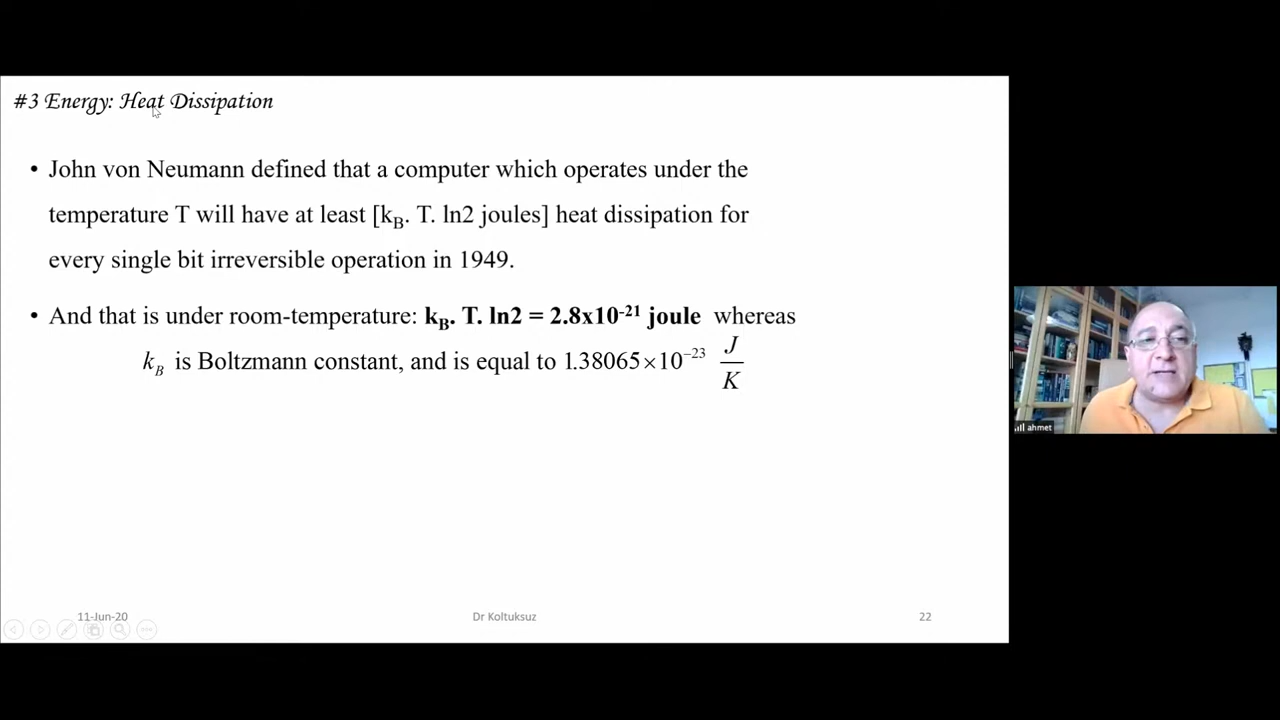 #3 Energy: Heat Dissipation
• John von Neumann defined that a computer which operates under the
temperature T will have at least [kB. T. ln2 joules] heat dissipation for
every single bit irreversible operation in 1949.
• And that is under room-temperature: kB. T. ln2 = 2.8x10-21 joule whereas
kB is Boltzmann constant, and is equal to 1.38065×10−23 J/K
ahmet
11-Jun-20 Dr Koltuksuz 22